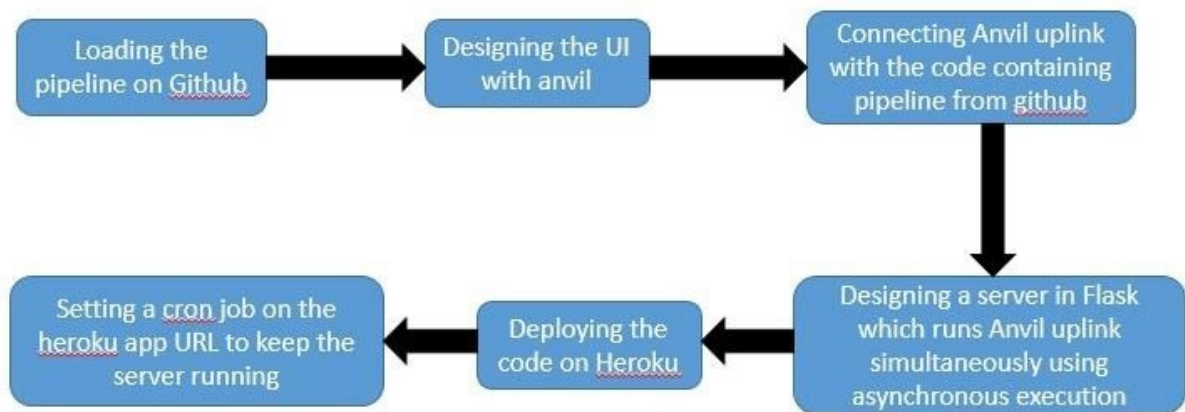 Loading the
pipeline on Github
Designing the UI
with anvil
Connecting Anvil uplink
with the code containing
pipeline from github
Designing a server in Flask
which runs Anvil uplink
simultaneously using
asynchronous execution
Deploying the
code on Heroku
Setting a cron job on the
heroku app URL to keep the
server running